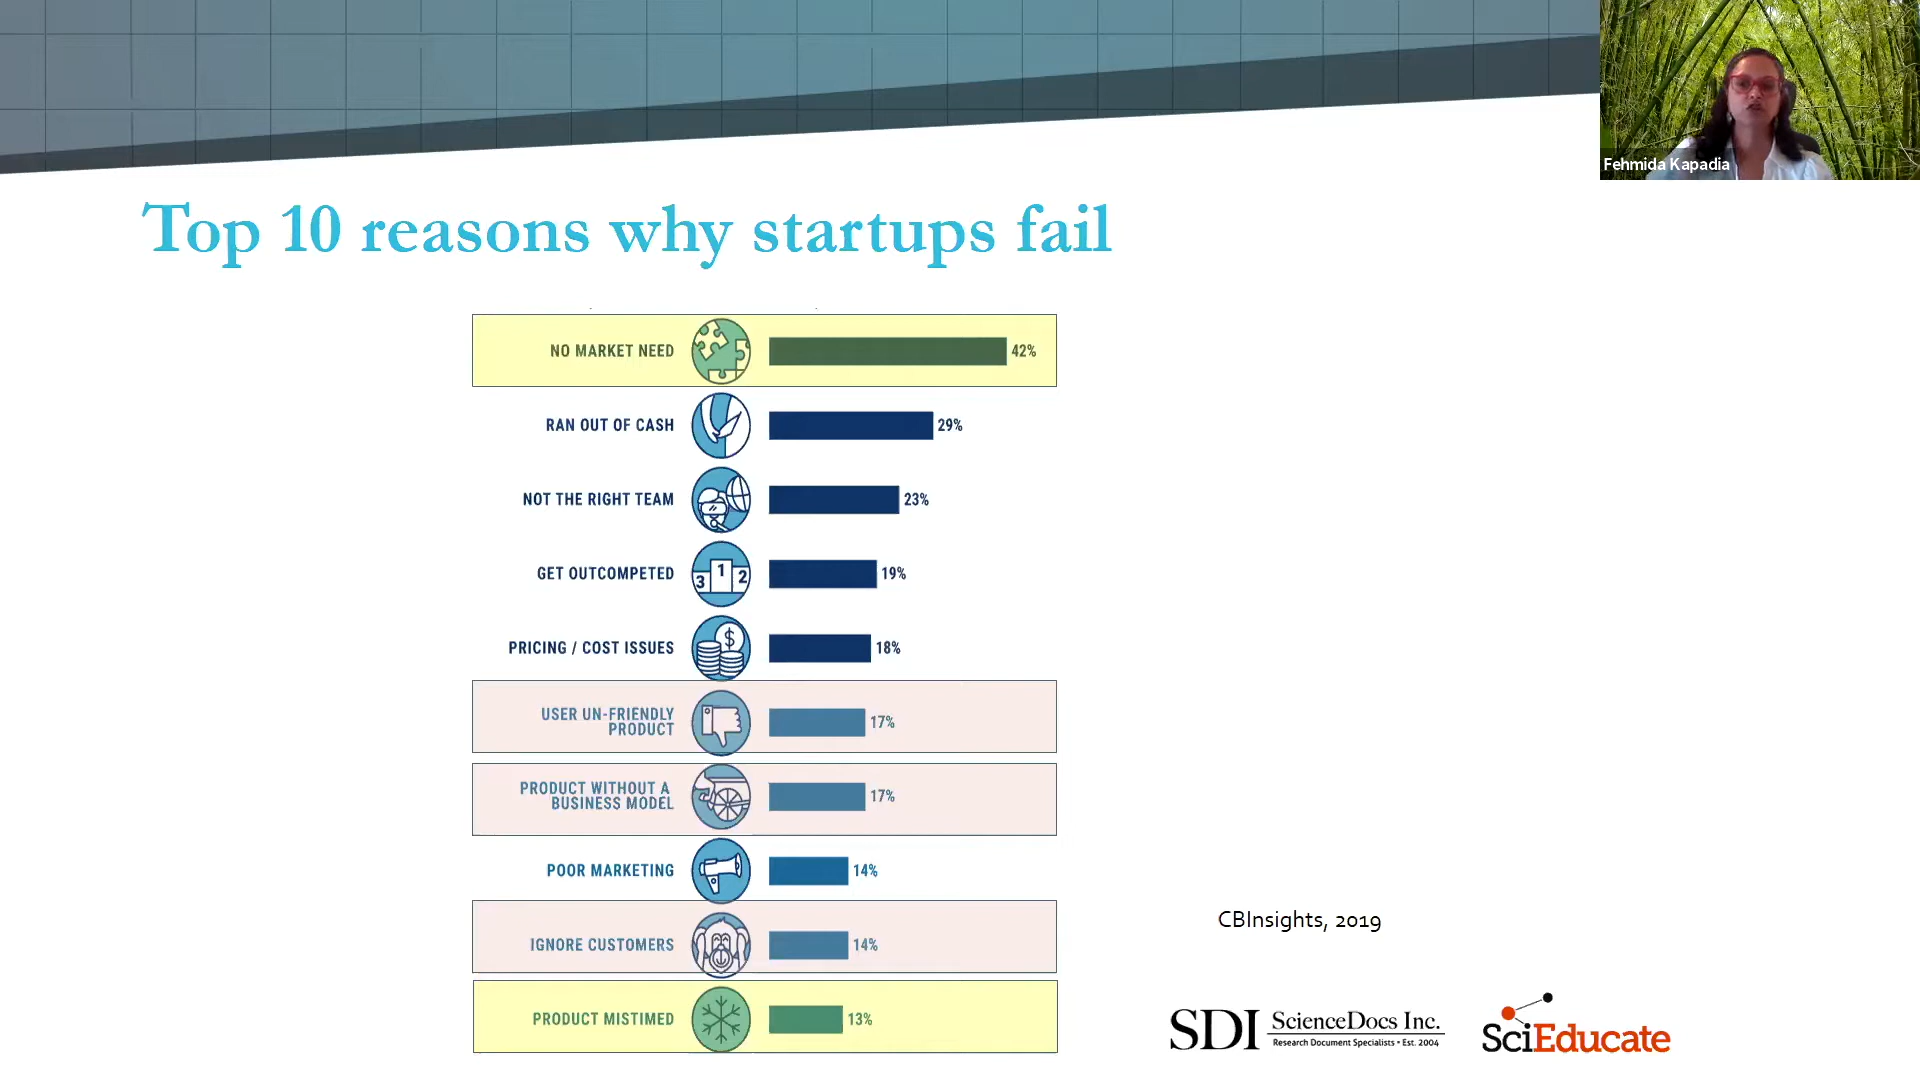 Fehmida Kapadia
Top 10 reasons why startups fail
NO MARKET NEED 42%
RAN OUT OF CASH 29%
NOT THE RIGHT TEAM 23%
GET OUTCOMPETED 3 1 2 19%
PRICING / COST ISSUES $ 18%
USER UN-FRIENDLY
PRODUCT 17%
PRODUCT WITHOUT A
BUSINESS MODEL 17%
POOR MARKETING 14%
IGNORE CUSTOMERS 14%
PRODUCT MISTIMED 13%
CBInsights, 2019
SDI ScienceDocs Inc.
Research Document Specialists • Est. 2004
SciEducate